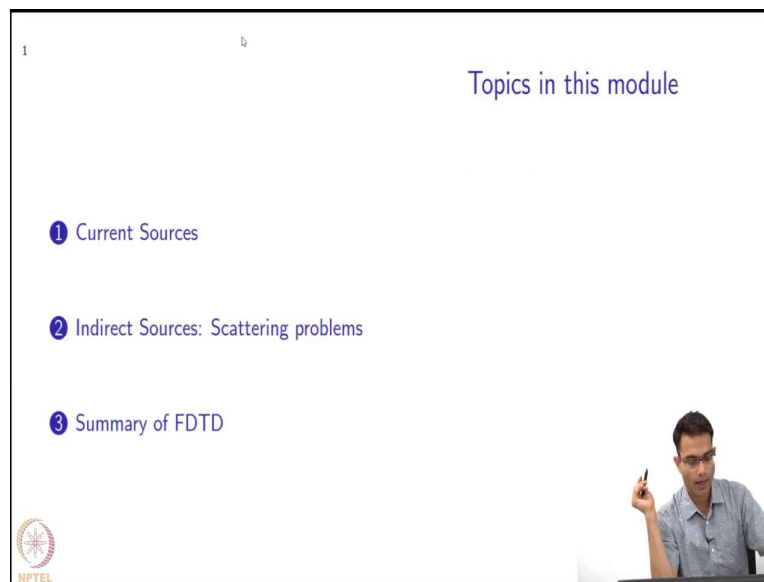 1
Topics in this module
1 Current Sources
2 Indirect Sources: Scattering problems
3 Summary of FDTD
NPTEL